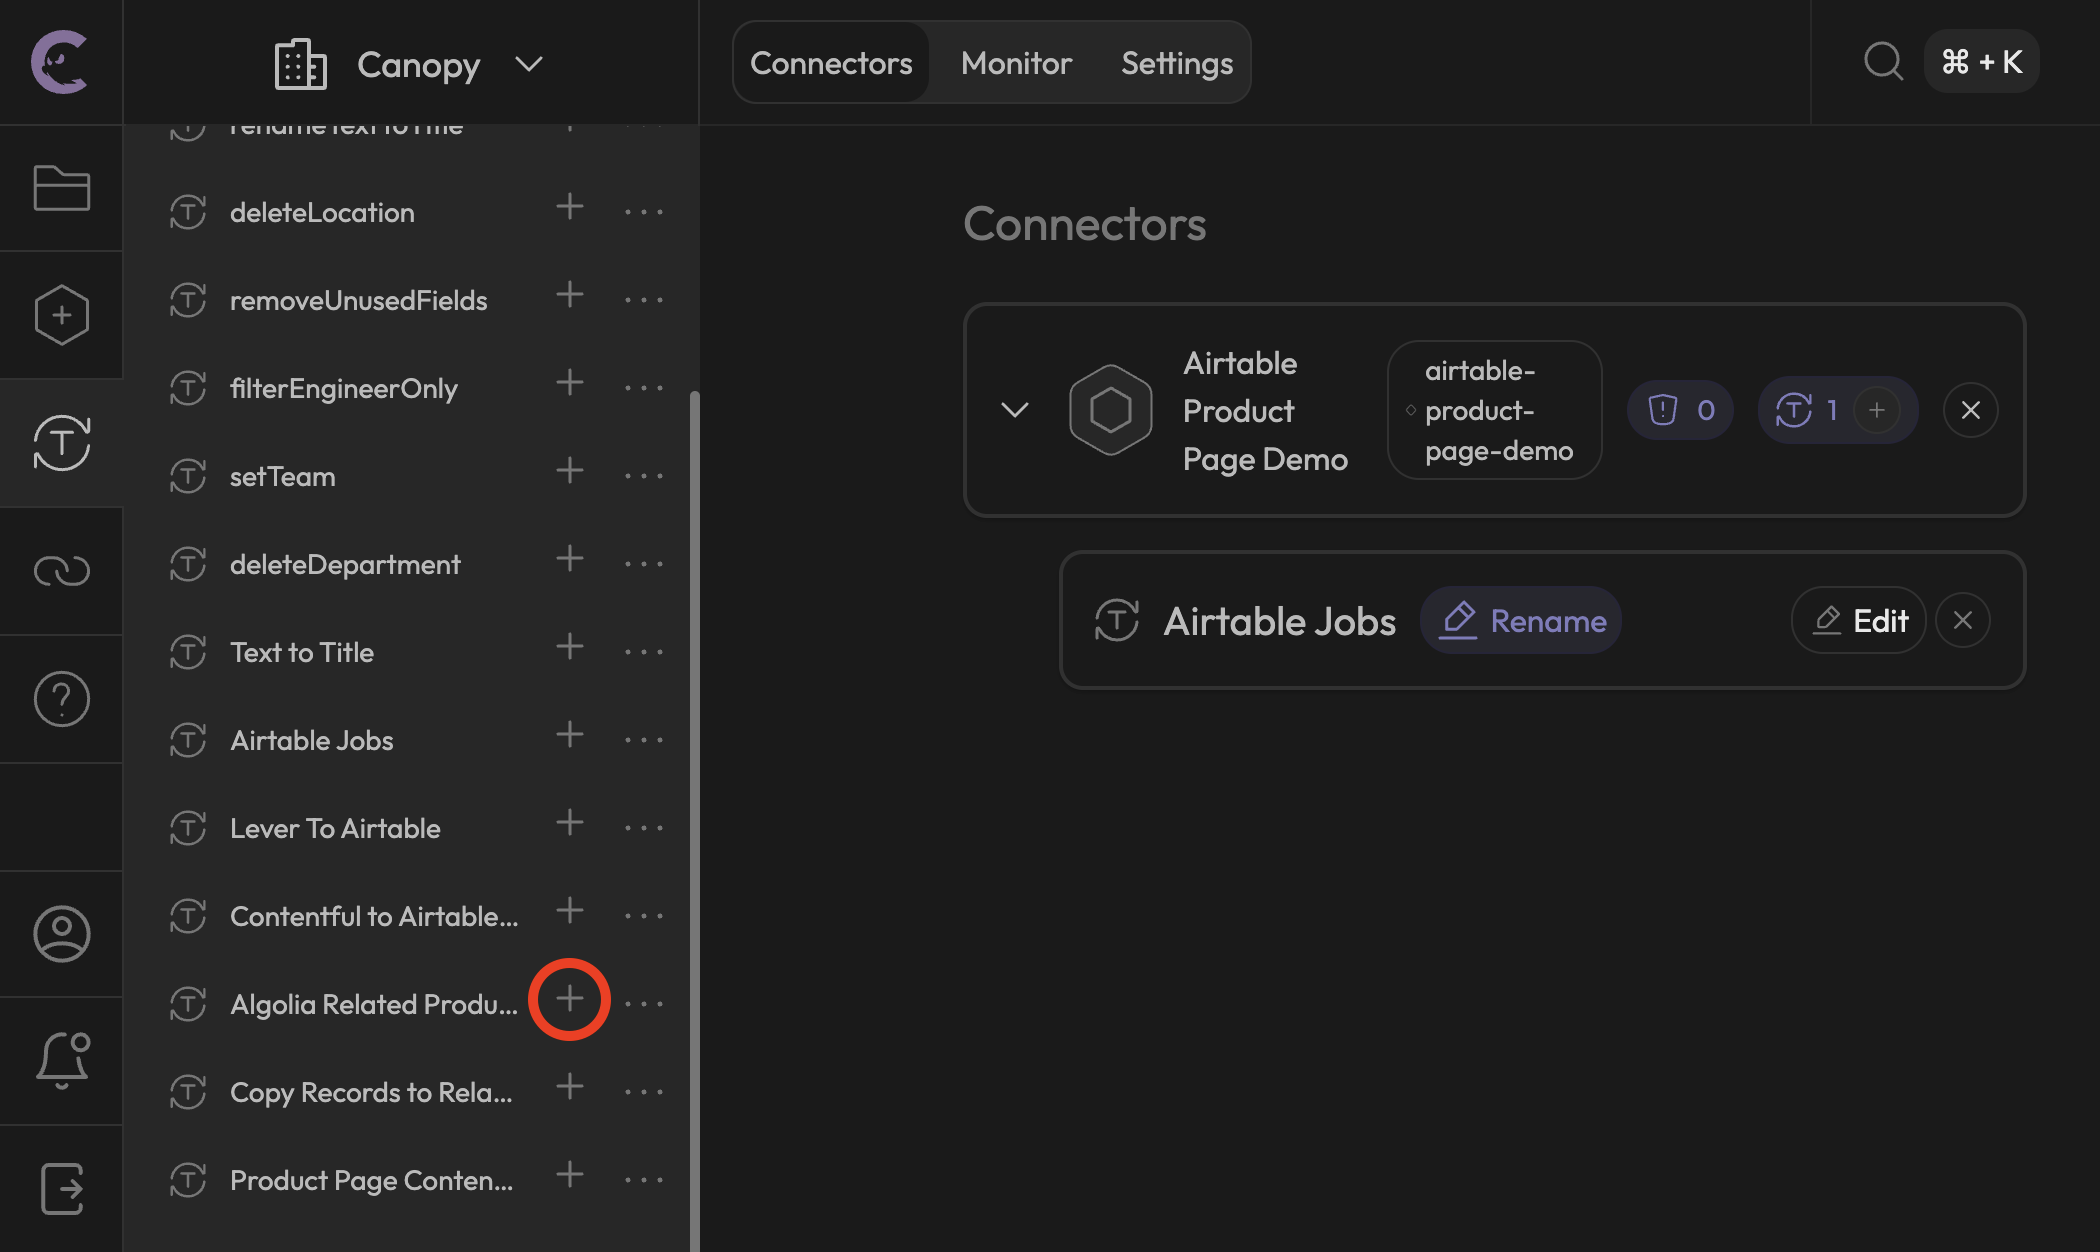 Canopy
Connectors
Monitor
Settings
⌘ + K
renameTextToTitle
deleteLocation
removeUnusedFields
filterEngineerOnly
setTeam
deleteDepartment
Text to Title
Airtable Jobs
Lever To Airtable
Contentful to Airtable...
Algolia Related Produ...
Copy Records to Rela...
Product Page Conten...
Connectors
Airtable
Product
Page Demo
airtable-
product-
page-demo
0
1
Airtable Jobs
Rename
Edit